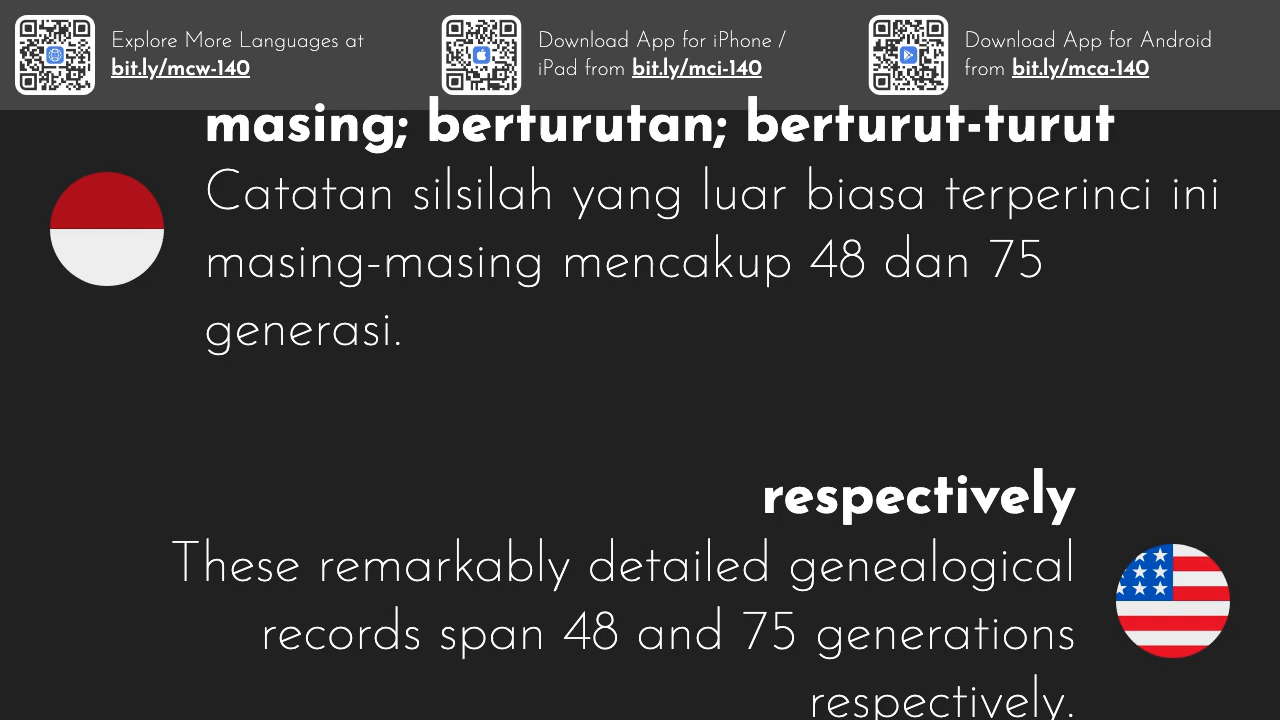 Explore More Languages at
bit.ly/mcw-140
Download App for iPhone /
iPad from bit.ly/mci-140
Download App for Android
from bit.ly/mca-140
masing; berturutan; berturut-turut
Catatan silsilah yang luar biasa terperinci ini
masing-masing mencakup 48 dan 75
generasi.
respectively
These remarkably detailed genealogical
records span 48 and 75 generations
respectively.